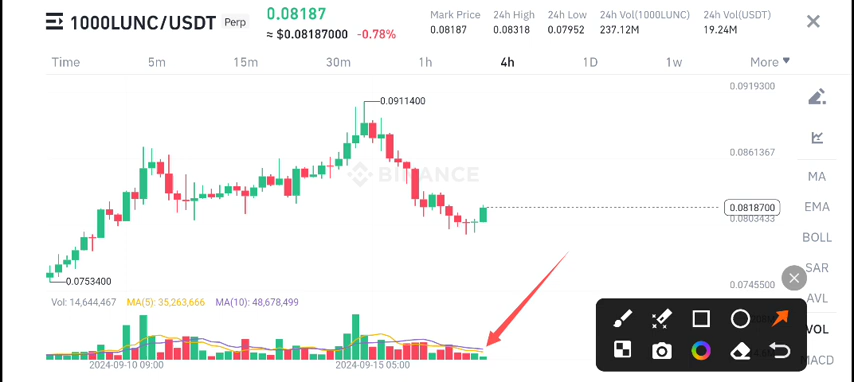 1000LUNC/USDT Perp
0.08187
≈ $0.08187000 -0.78%
Mark Price 24h High 24h Low 24h Vol(1000LUNC) 24h Vol(USDT)
0.08187 0.08318 0.07952 237.12M 19.24M
Time 5m 15m 30m 1h 4h 1D 1w More
0.0919300
0.0911400
0.0861367
MA
BINANCE
EMA
0.0818700
0.0803433
BOLL
SAR
0.0753400
0.0745500
AVL
Vol: 14,644,467 MA(5): 35,263,666 MA(10): 48,678,499
VOL
MACD
2024-09-10 09:00 2024-09-15 05:00